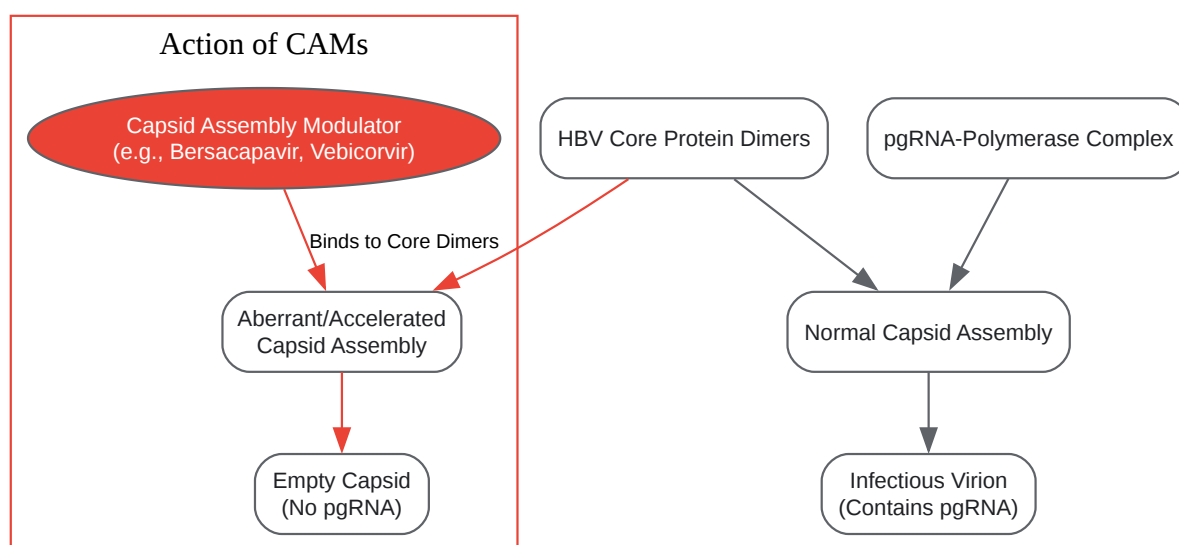 Action of CAMs
Capsid Assembly Modulator
(e.g., Bersacapavir, Vebicorvir)
HBV Core Protein Dimers
pgRNA-Polymerase Complex
Binds to Core Dimers
Aberrant/Accelerated
Capsid Assembly
Normal Capsid Assembly
Empty Capsid
(No pgRNA)
Infectious Virion
(Contains pgRNA)